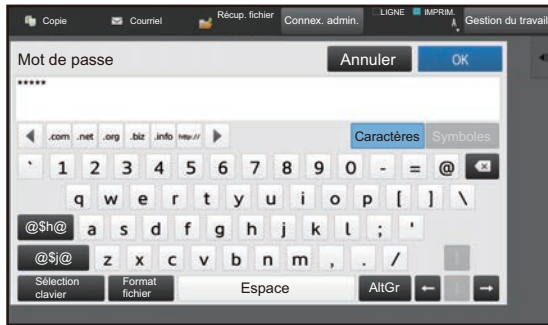 Copie Courriel Récup. fichier Connex. admin. LIGNE IMPRIM. Gestion du travail
Mot de passe Annuler OK
*****
.com .net .org .biz .info http:// Caractères Symboles
` 1 2 3 4 5 6 7 8 9 0 - = @
q w e r t y u i o p [ ] \
@$h@ a s d f g h j k l ; '
@$j@ z x c v b n m , . /
Sélection clavier Format fichier Espace AltGr